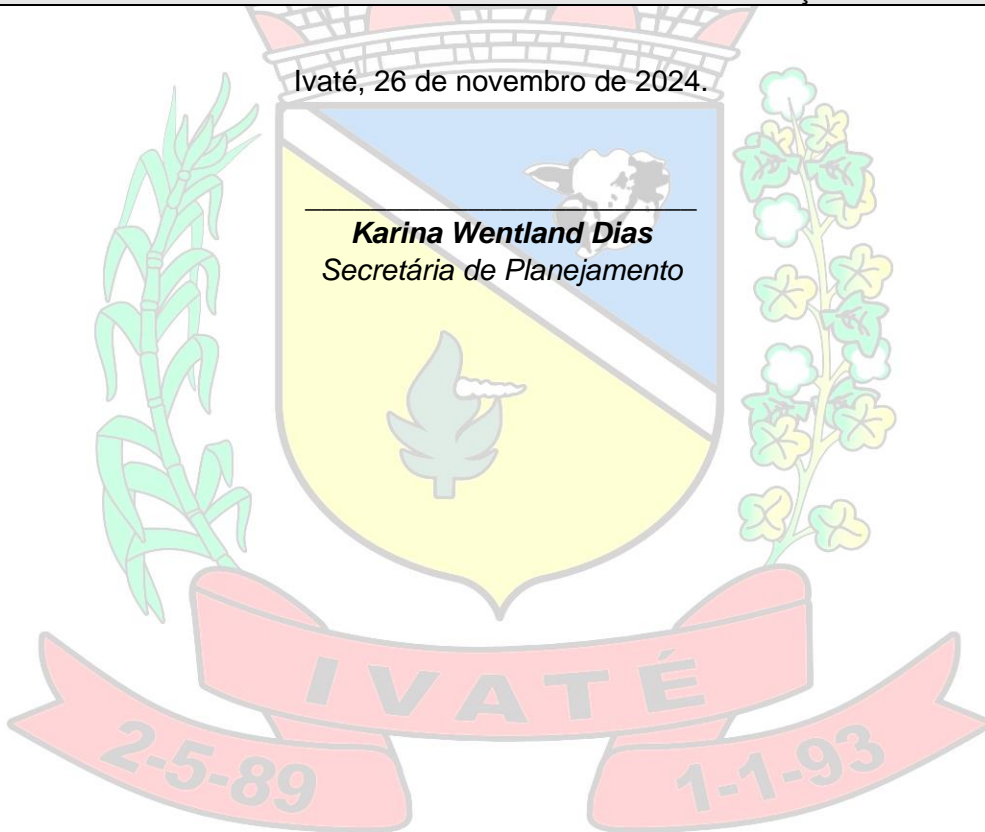 Ivaté, 26 de novembro de 2024.
Karina Wentland Dias
Secretária de Planejamento
IVATÉ
2-5-89
1-1-93